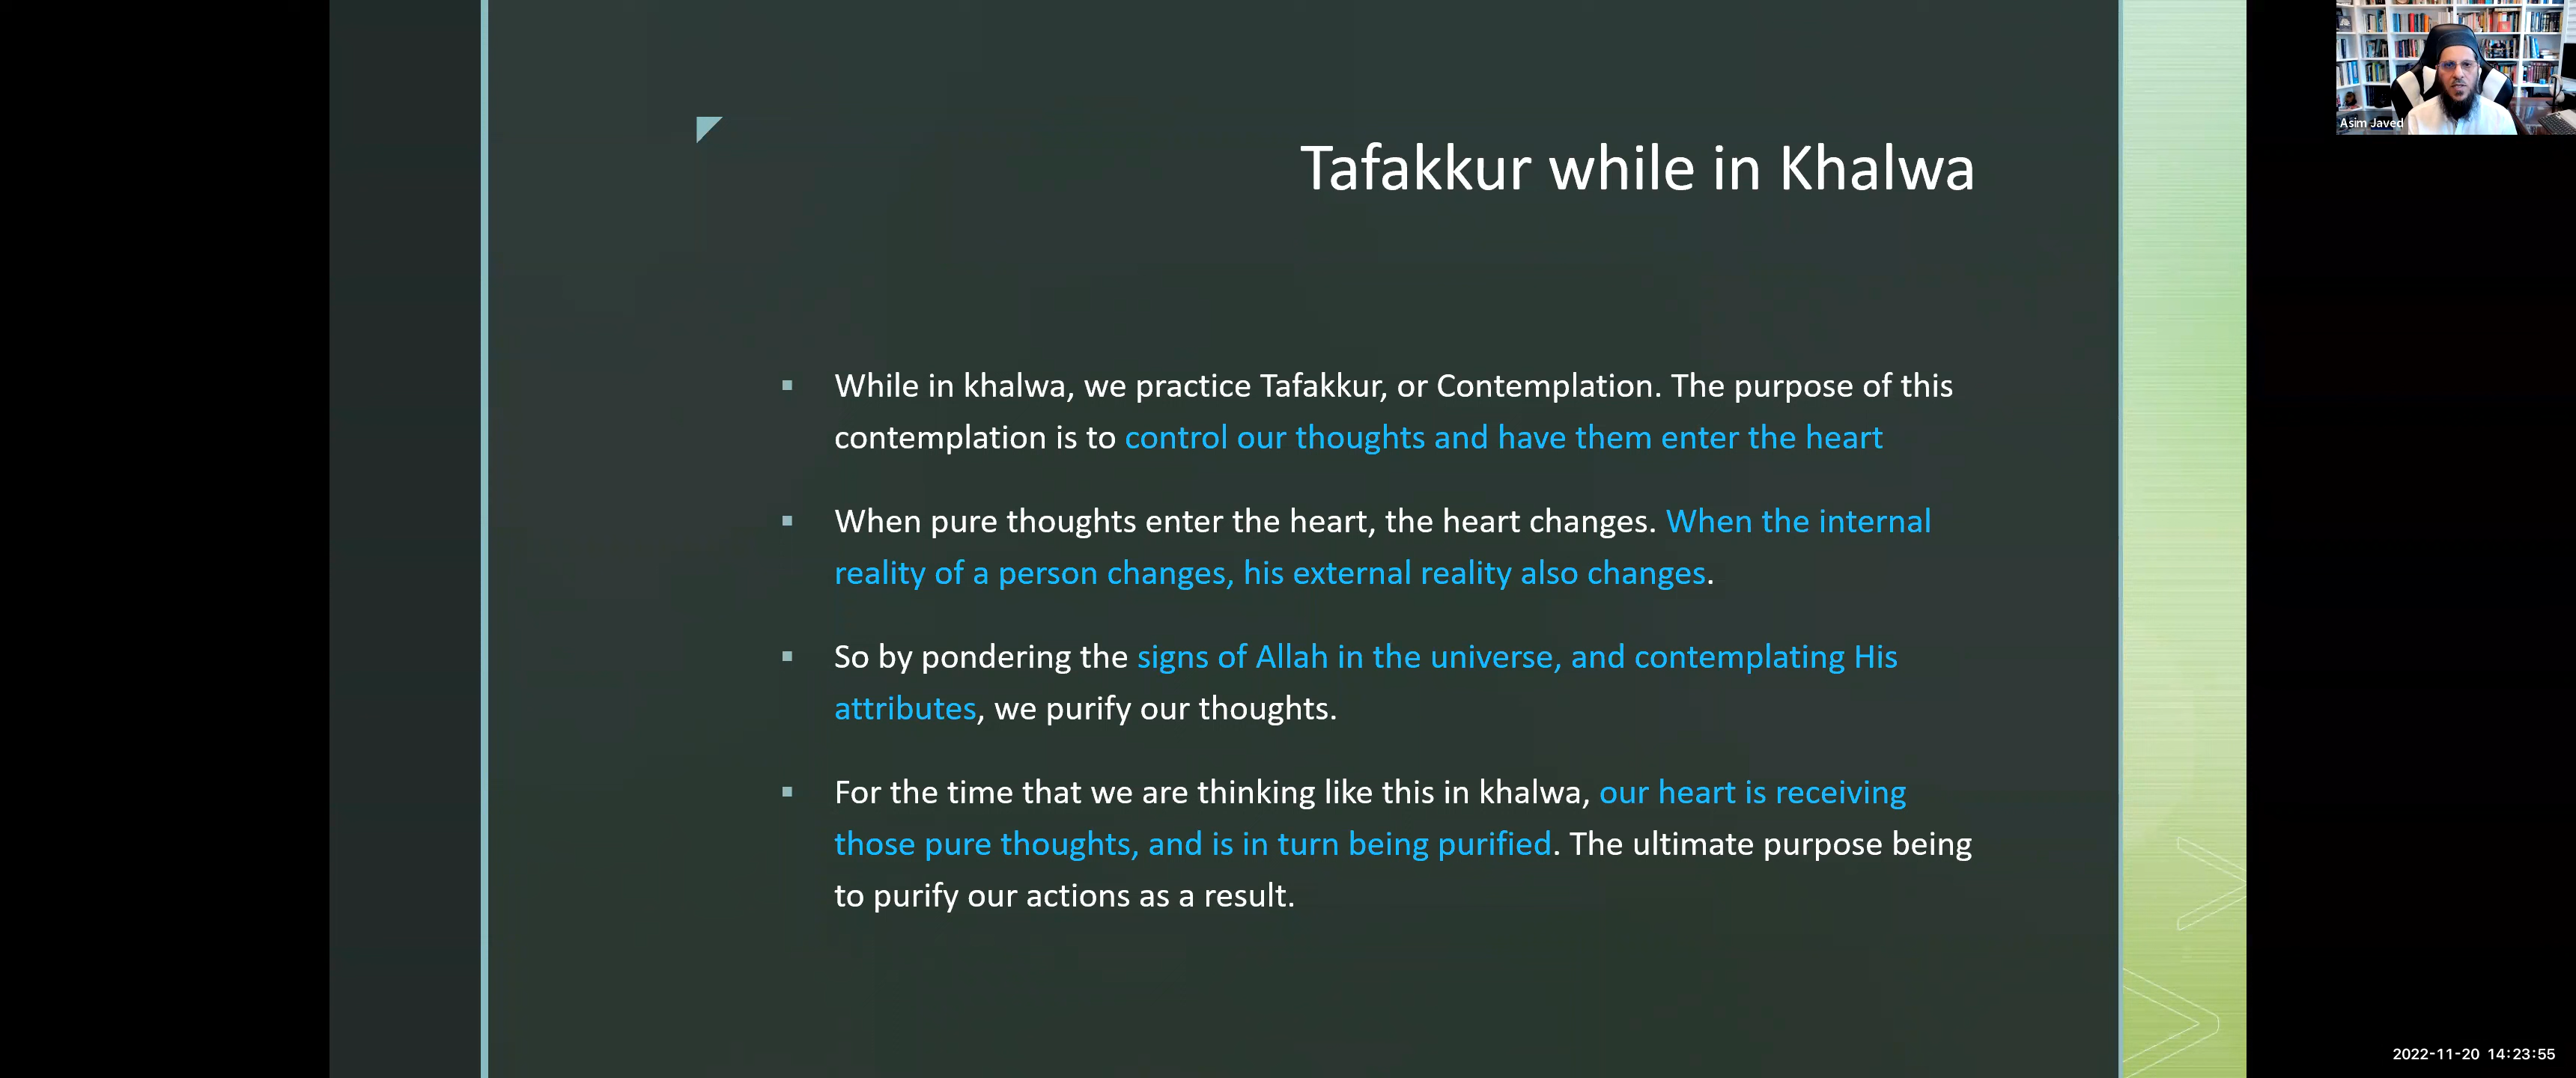 Asim Javed
Tafakkur while in Khalwa
▪ While in khalwa, we practice Tafakkur, or Contemplation. The purpose of this
contemplation is to control our thoughts and have them enter the heart
▪ When pure thoughts enter the heart, the heart changes. When the internal
reality of a person changes, his external reality also changes.
▪ So by pondering the signs of Allah in the universe, and contemplating His
attributes, we purify our thoughts.
▪ For the time that we are thinking like this in khalwa, our heart is receiving
those pure thoughts, and is in turn being purified. The ultimate purpose being
to purify our actions as a result.
2022-11-20 14:23:55